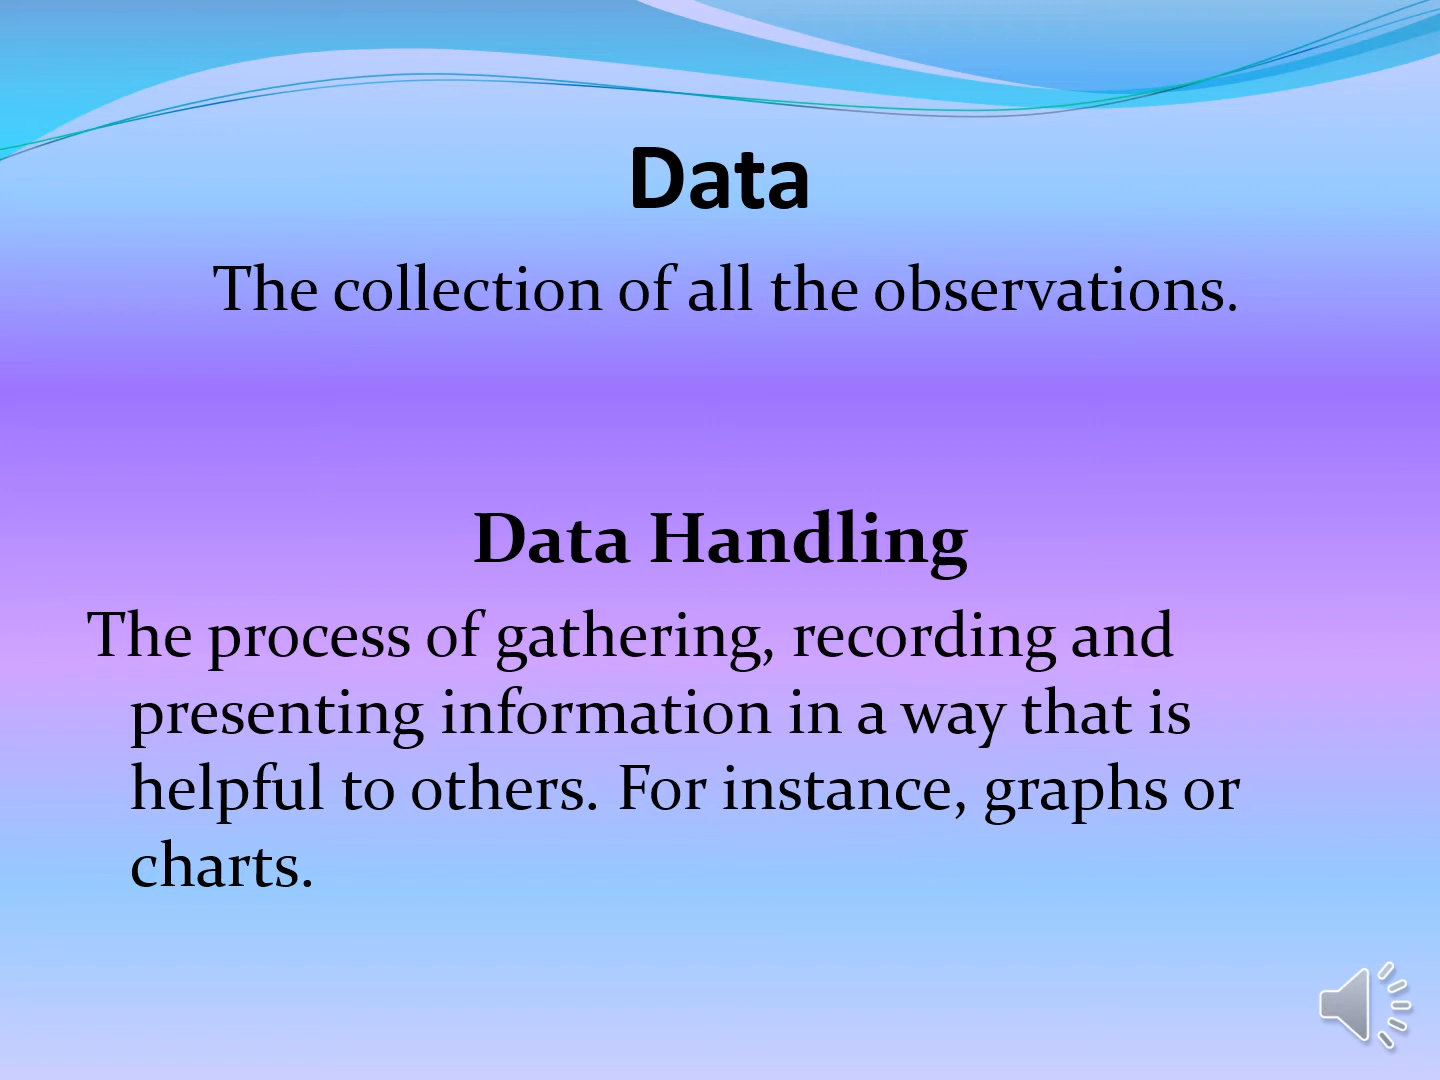 Data
The collection of all the observations.
Data Handling
The process of gathering, recording and
presenting information in a way that is
helpful to others. For instance, graphs or
charts.